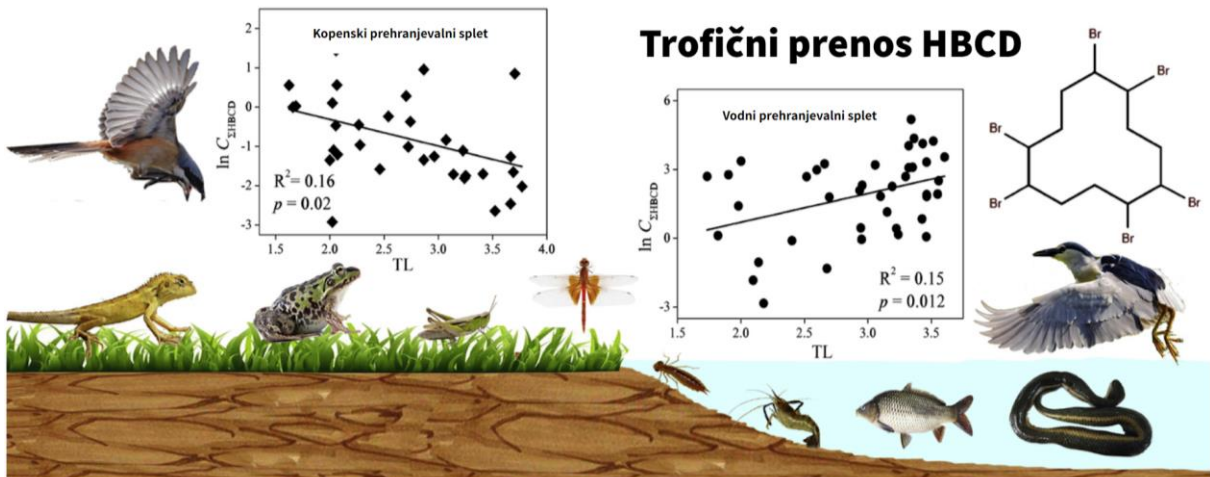 Trofični prenos HBCD
Kopenski prehranjevalni splet
ln C ΣHBCD
2
1
0
-1
-2
-3
R² = 0.16
p = 0.02
1.5 2.0 2.5 3.0 3.5 4.0
TL
Vodni prehranjevalni splet
ln C ΣHBCD
6
3
0
-3
R² = 0.15
p = 0.012
1.5 2.0 2.5 3.0 3.5
TL
Br
Br
Br
Br
Br
Br